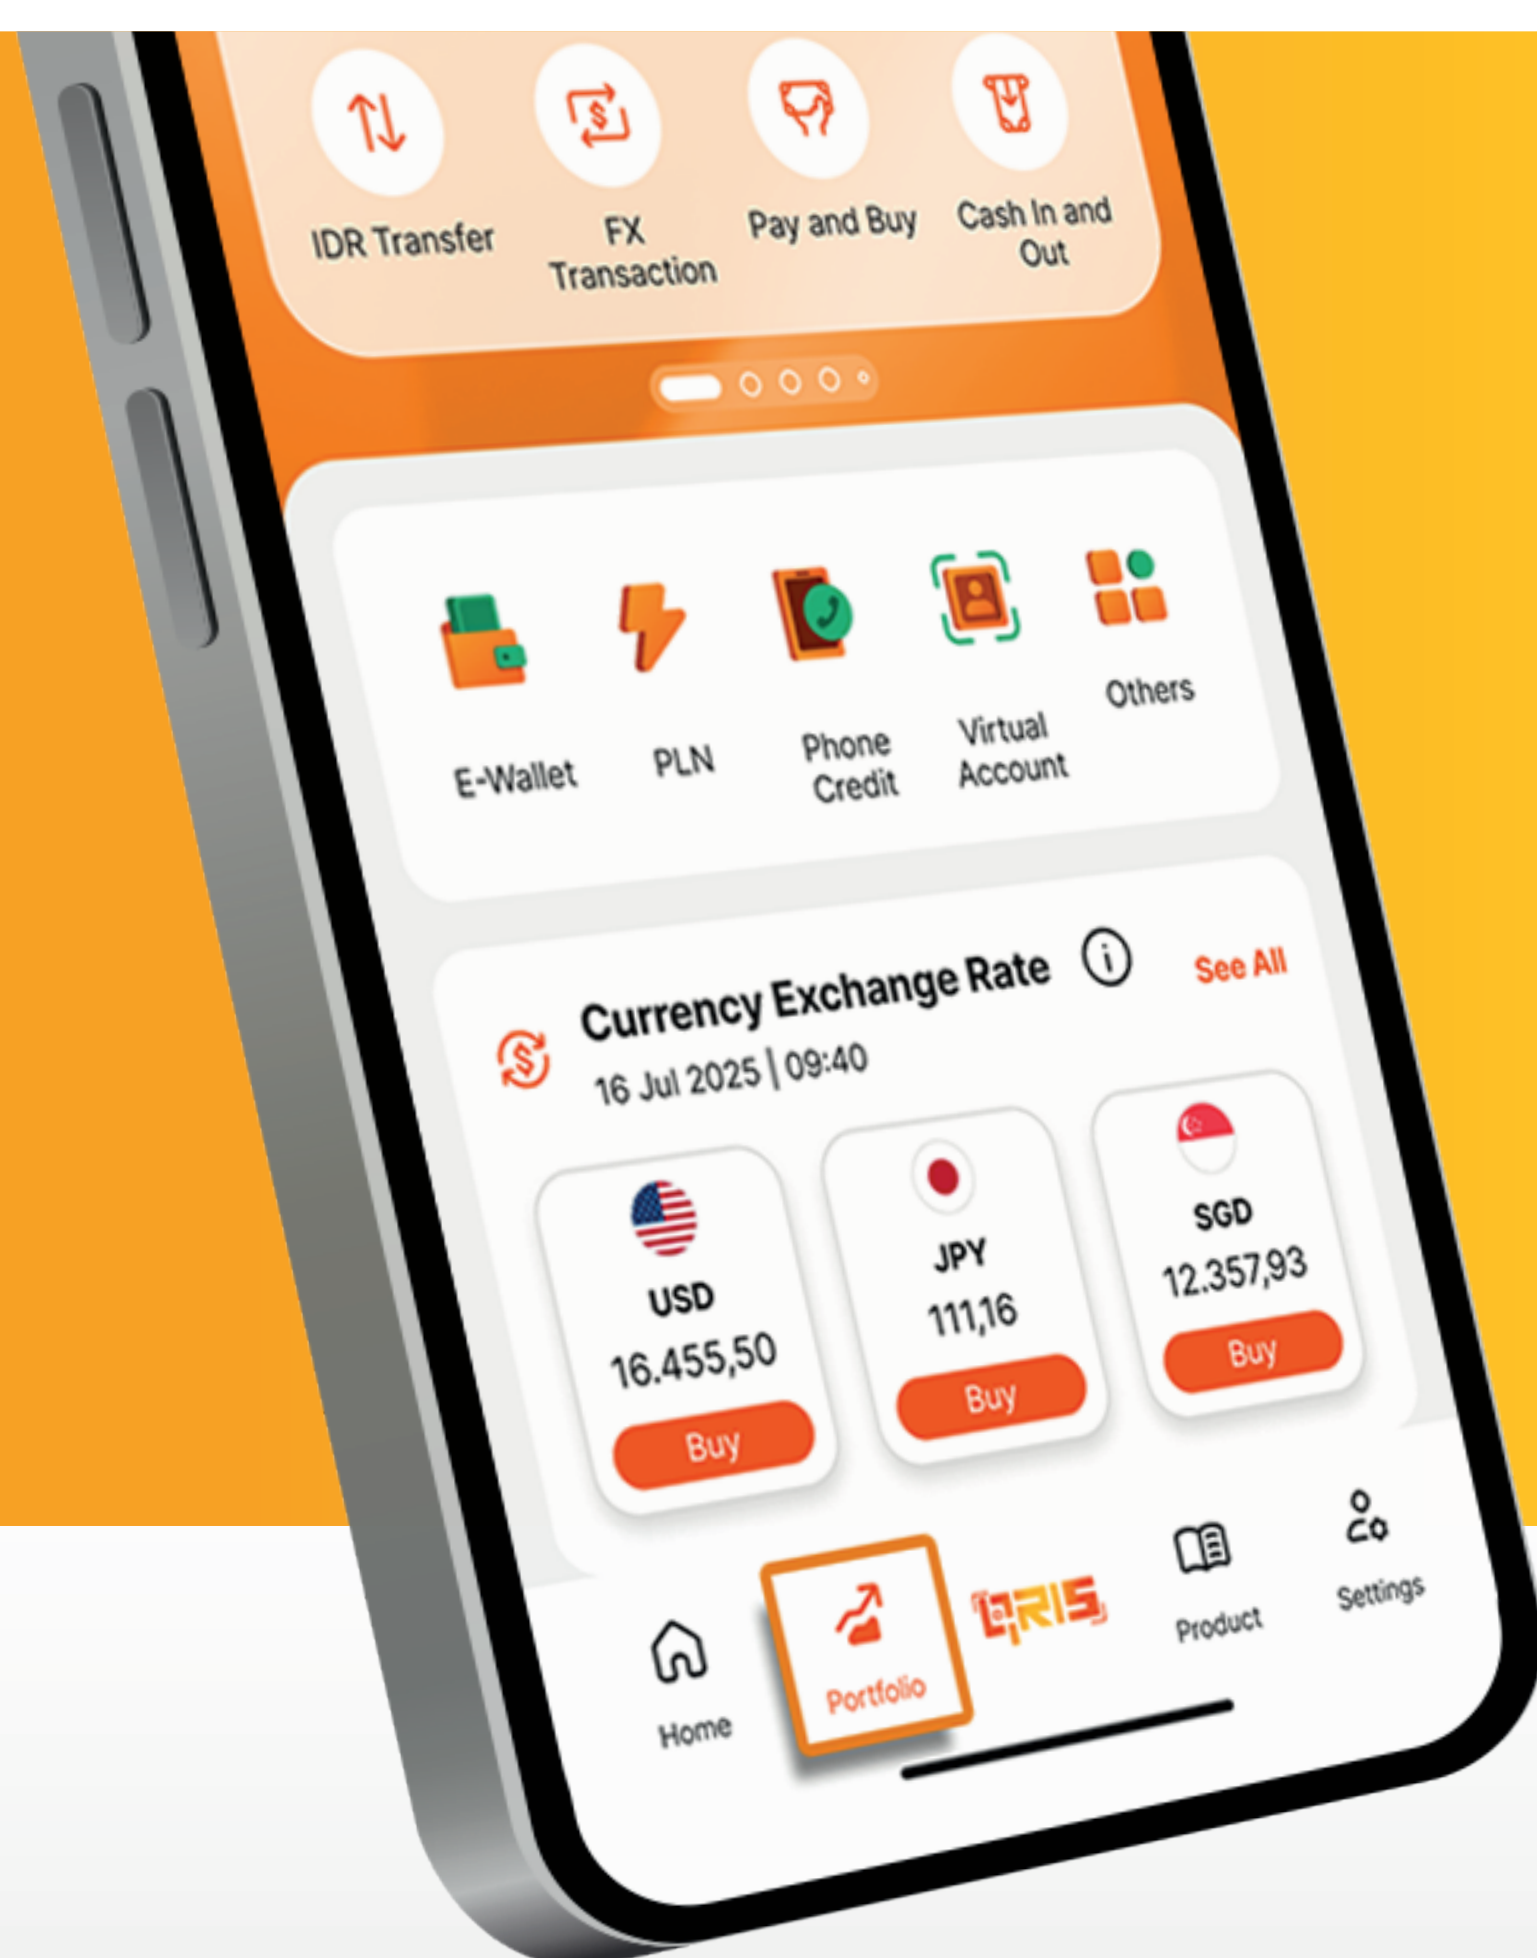 IDR Transfer
FX
Transaction
Pay and Buy
Cash In and
Out
E-Wallet
PLN
Phone
Credit
Virtual
Account
Others
Currency Exchange Rate
See All
16 Jul 2025 | 09:40
USD
16.455,50
Buy
JPY
111,16
Buy
SGD
12.357,93
Buy
Home
Portfolio
QRIS
Product
Settings